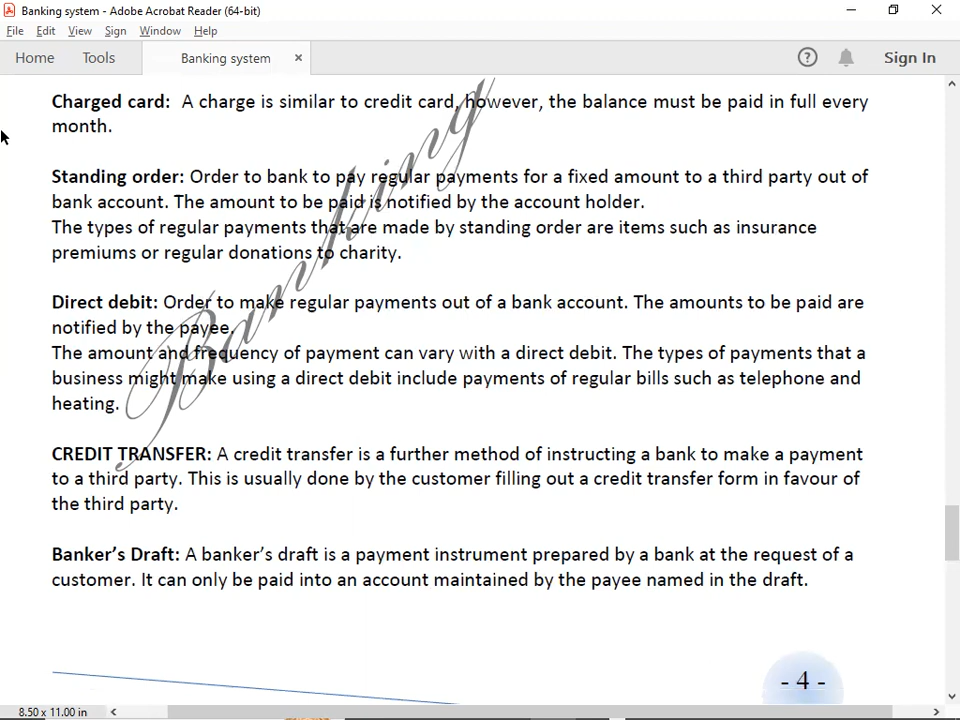 Banking system - Adobe Acrobat Reader (64-bit)
File Edit View Sign Window Help
Home Tools Banking system × ? Sign In
Charged card: A charge is similar to credit card, however, the balance must be paid in full every
month.
Standing order: Order to bank to pay regular payments for a fixed amount to a third party out of
bank account. The amount to be paid is notified by the account holder.
The types of regular payments that are made by standing order are items such as insurance
premiums or regular donations to charity.
Direct debit: Order to make regular payments out of a bank account. The amounts to be paid are
notified by the payee.
The amount and frequency of payment can vary with a direct debit. The types of payments that a
business might make using a direct debit include payments of regular bills such as telephone and
heating.
CREDIT TRANSFER: A credit transfer is a further method of instructing a bank to make a payment
to a third party. This is usually done by the customer filling out a credit transfer form in favour of
the third party.
Banker's Draft: A banker's draft is a payment instrument prepared by a bank at the request of a
customer. It can only be paid into an account maintained by the payee named in the draft.
Banking
- 4 -
8.50 x 11.00 in